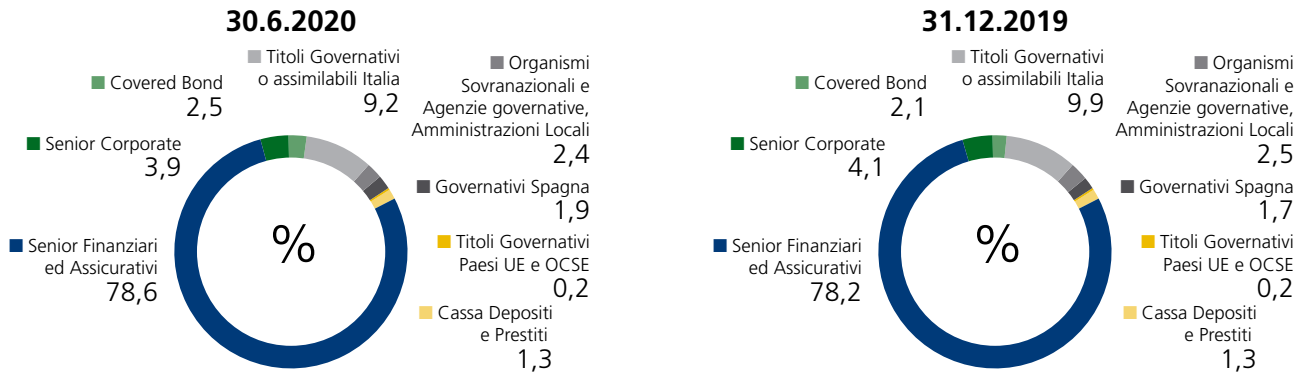 30.6.2020
Titoli Governativi
o assimilabili Italia
9,2
Organismi
Sovranazionali e
Agenzie governative,
Amministrazioni Locali
2,4
Covered Bond
2,5
Senior Corporate
3,9
Governativi Spagna
1,9
%
Senior Finanziari
ed Assicurativi
78,6
Titoli Governativi
Paesi UE e OCSE
0,2
Cassa Depositi
e Prestiti
1,3
31.12.2019
Titoli Governativi
o assimilabili Italia
9,9
Organismi
Sovranazionali e
Agenzie governative,
Amministrazioni Locali
2,5
Covered Bond
2,1
Senior Corporate
4,1
Governativi Spagna
1,7
%
Senior Finanziari
ed Assicurativi
78,2
Titoli Governativi
Paesi UE e OCSE
0,2
Cassa Depositi
e Prestiti
1,3